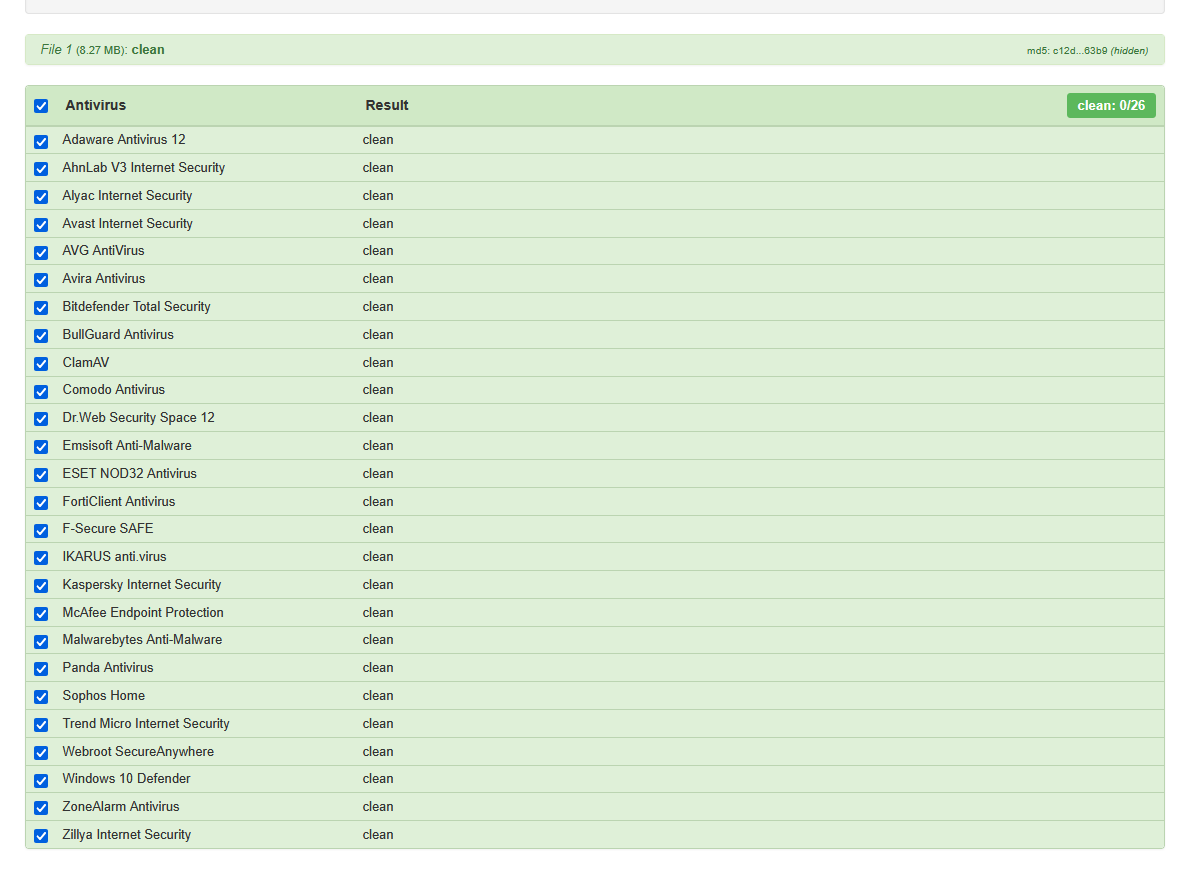 File 1 (8.27 MB): clean md5: c12d...63b9 (hidden)
Antivirus Result clean: 0/26
Adaware Antivirus 12 clean
AhnLab V3 Internet Security clean
Alyac Internet Security clean
Avast Internet Security clean
AVG AntiVirus clean
Avira Antivirus clean
Bitdefender Total Security clean
BullGuard Antivirus clean
ClamAV clean
Comodo Antivirus clean
Dr.Web Security Space 12 clean
Emsisoft Anti-Malware clean
ESET NOD32 Antivirus clean
FortiClient Antivirus clean
F-Secure SAFE clean
IKARUS anti.virus clean
Kaspersky Internet Security clean
McAfee Endpoint Protection clean
Malwarebytes Anti-Malware clean
Panda Antivirus clean
Sophos Home clean
Trend Micro Internet Security clean
Webroot SecureAnywhere clean
Windows 10 Defender clean
ZoneAlarm Antivirus clean
Zillya Internet Security clean